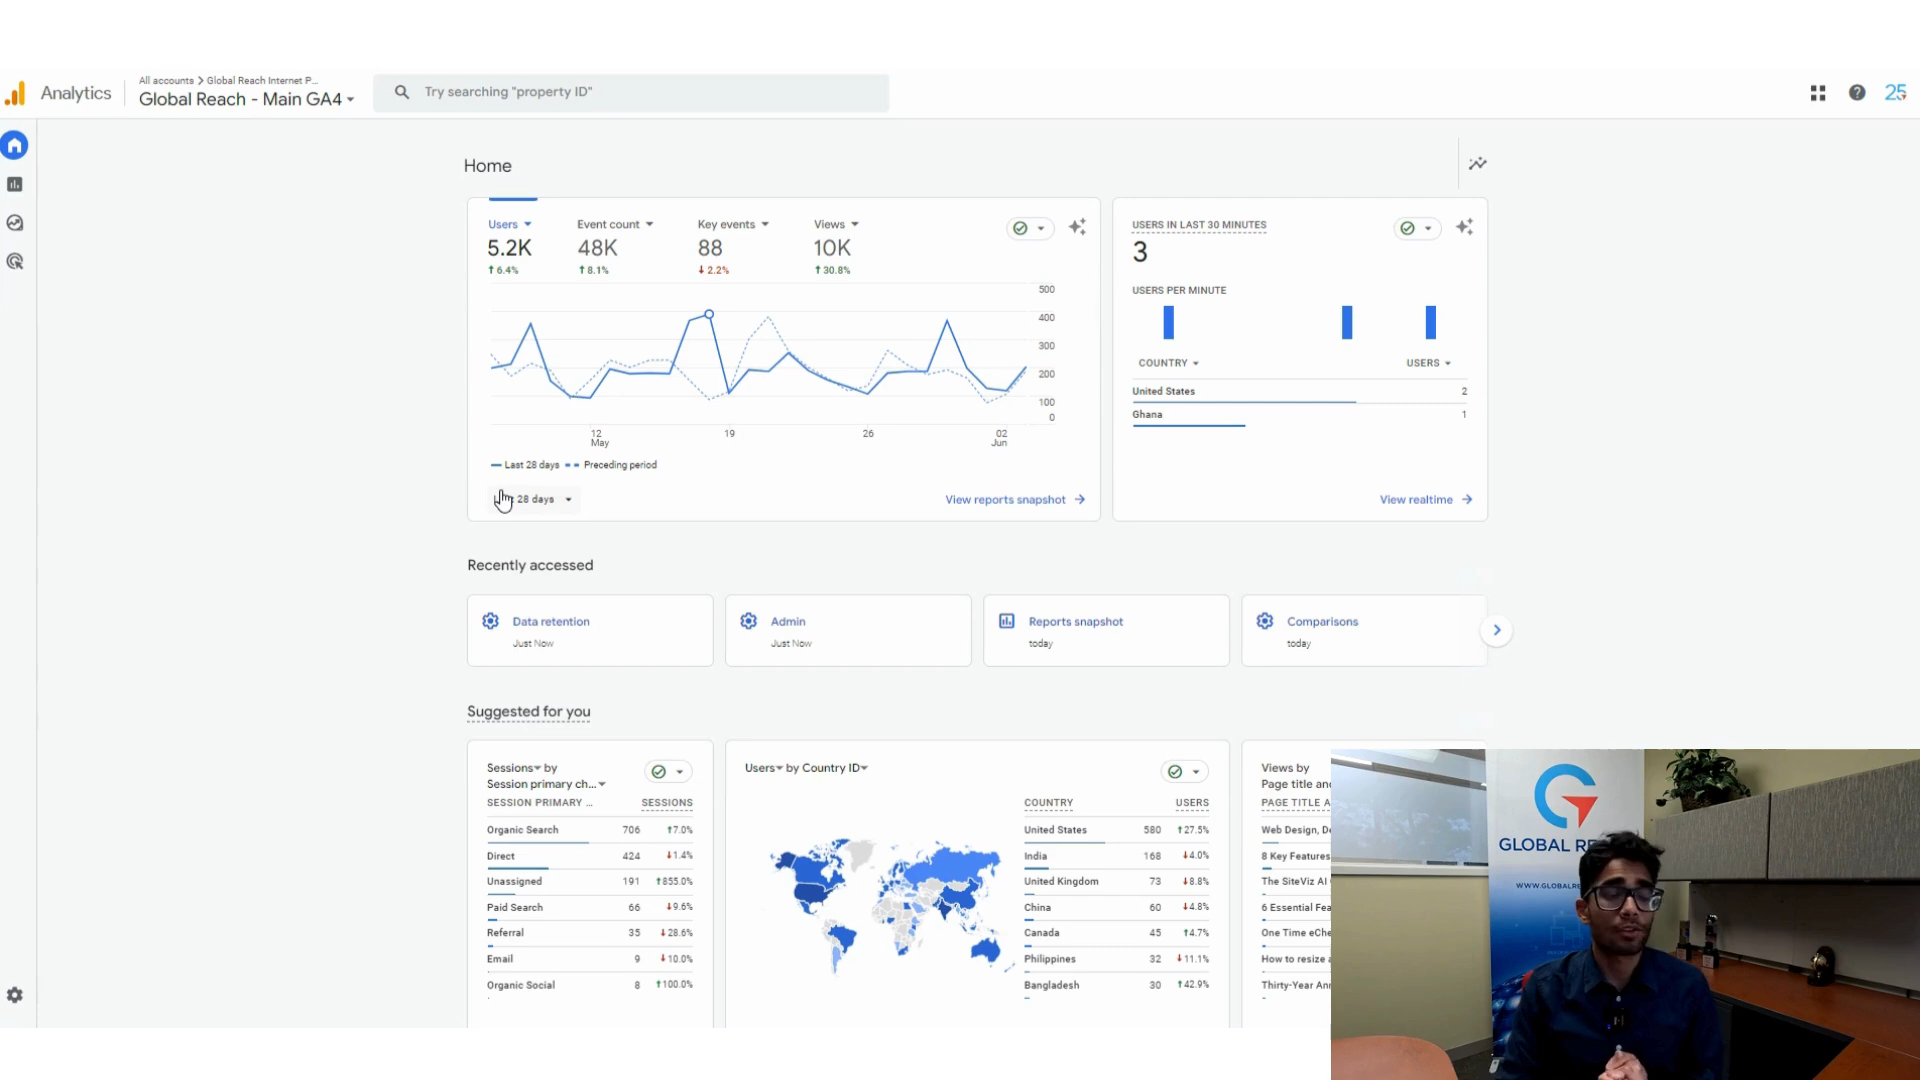 All accounts > Global Reach Internet P...
Analytics
Global Reach - Main GA4
Try searching "property ID"
25
Home
Users
5.2K
↑6.4%
Event count
48K
↑8.1%
Key events
88
↓2.2%
Views
10K
↑30.8%
500
400
300
200
100
0
12
May
19
26
02
Jun
Last 28 days
Preceding period
28 days
View reports snapshot
USERS IN LAST 30 MINUTES
3
USERS PER MINUTE
COUNTRY USERS
United States 2
Ghana 1
View realtime
Recently accessed
Data retention
Just Now
Admin
Just Now
Reports snapshot
today
Comparisons
today
Suggested for you
Sessions by
Session primary ch...
SESSION PRIMARY ... SESSIONS
Organic Search 706 ↑7.0%
Direct 424 ↓1.4%
Unassigned 191 ↑855.0%
Paid Search 66 ↓9.6%
Referral 35 ↓28.6%
Email 9 ↓10.0%
Organic Social 8 ↑100.0%
Users by Country ID
COUNTRY USERS
United States 580 ↑27.5%
India 168 ↓4.0%
United Kingdom 73 ↓8.8%
China 60 ↓4.8%
Canada 45 ↑4.7%
Philippines 32 ↓11.1%
Bangladesh 30 ↑42.9%
Views by
Page title an
PAGE TITLE A
Web Design, D
8 Key Features
The SiteViz AI
6 Essential Fea
One Time eChe
How to resize
Thirty-Year An
GLOBAL RE
WWW.GLOBALRE